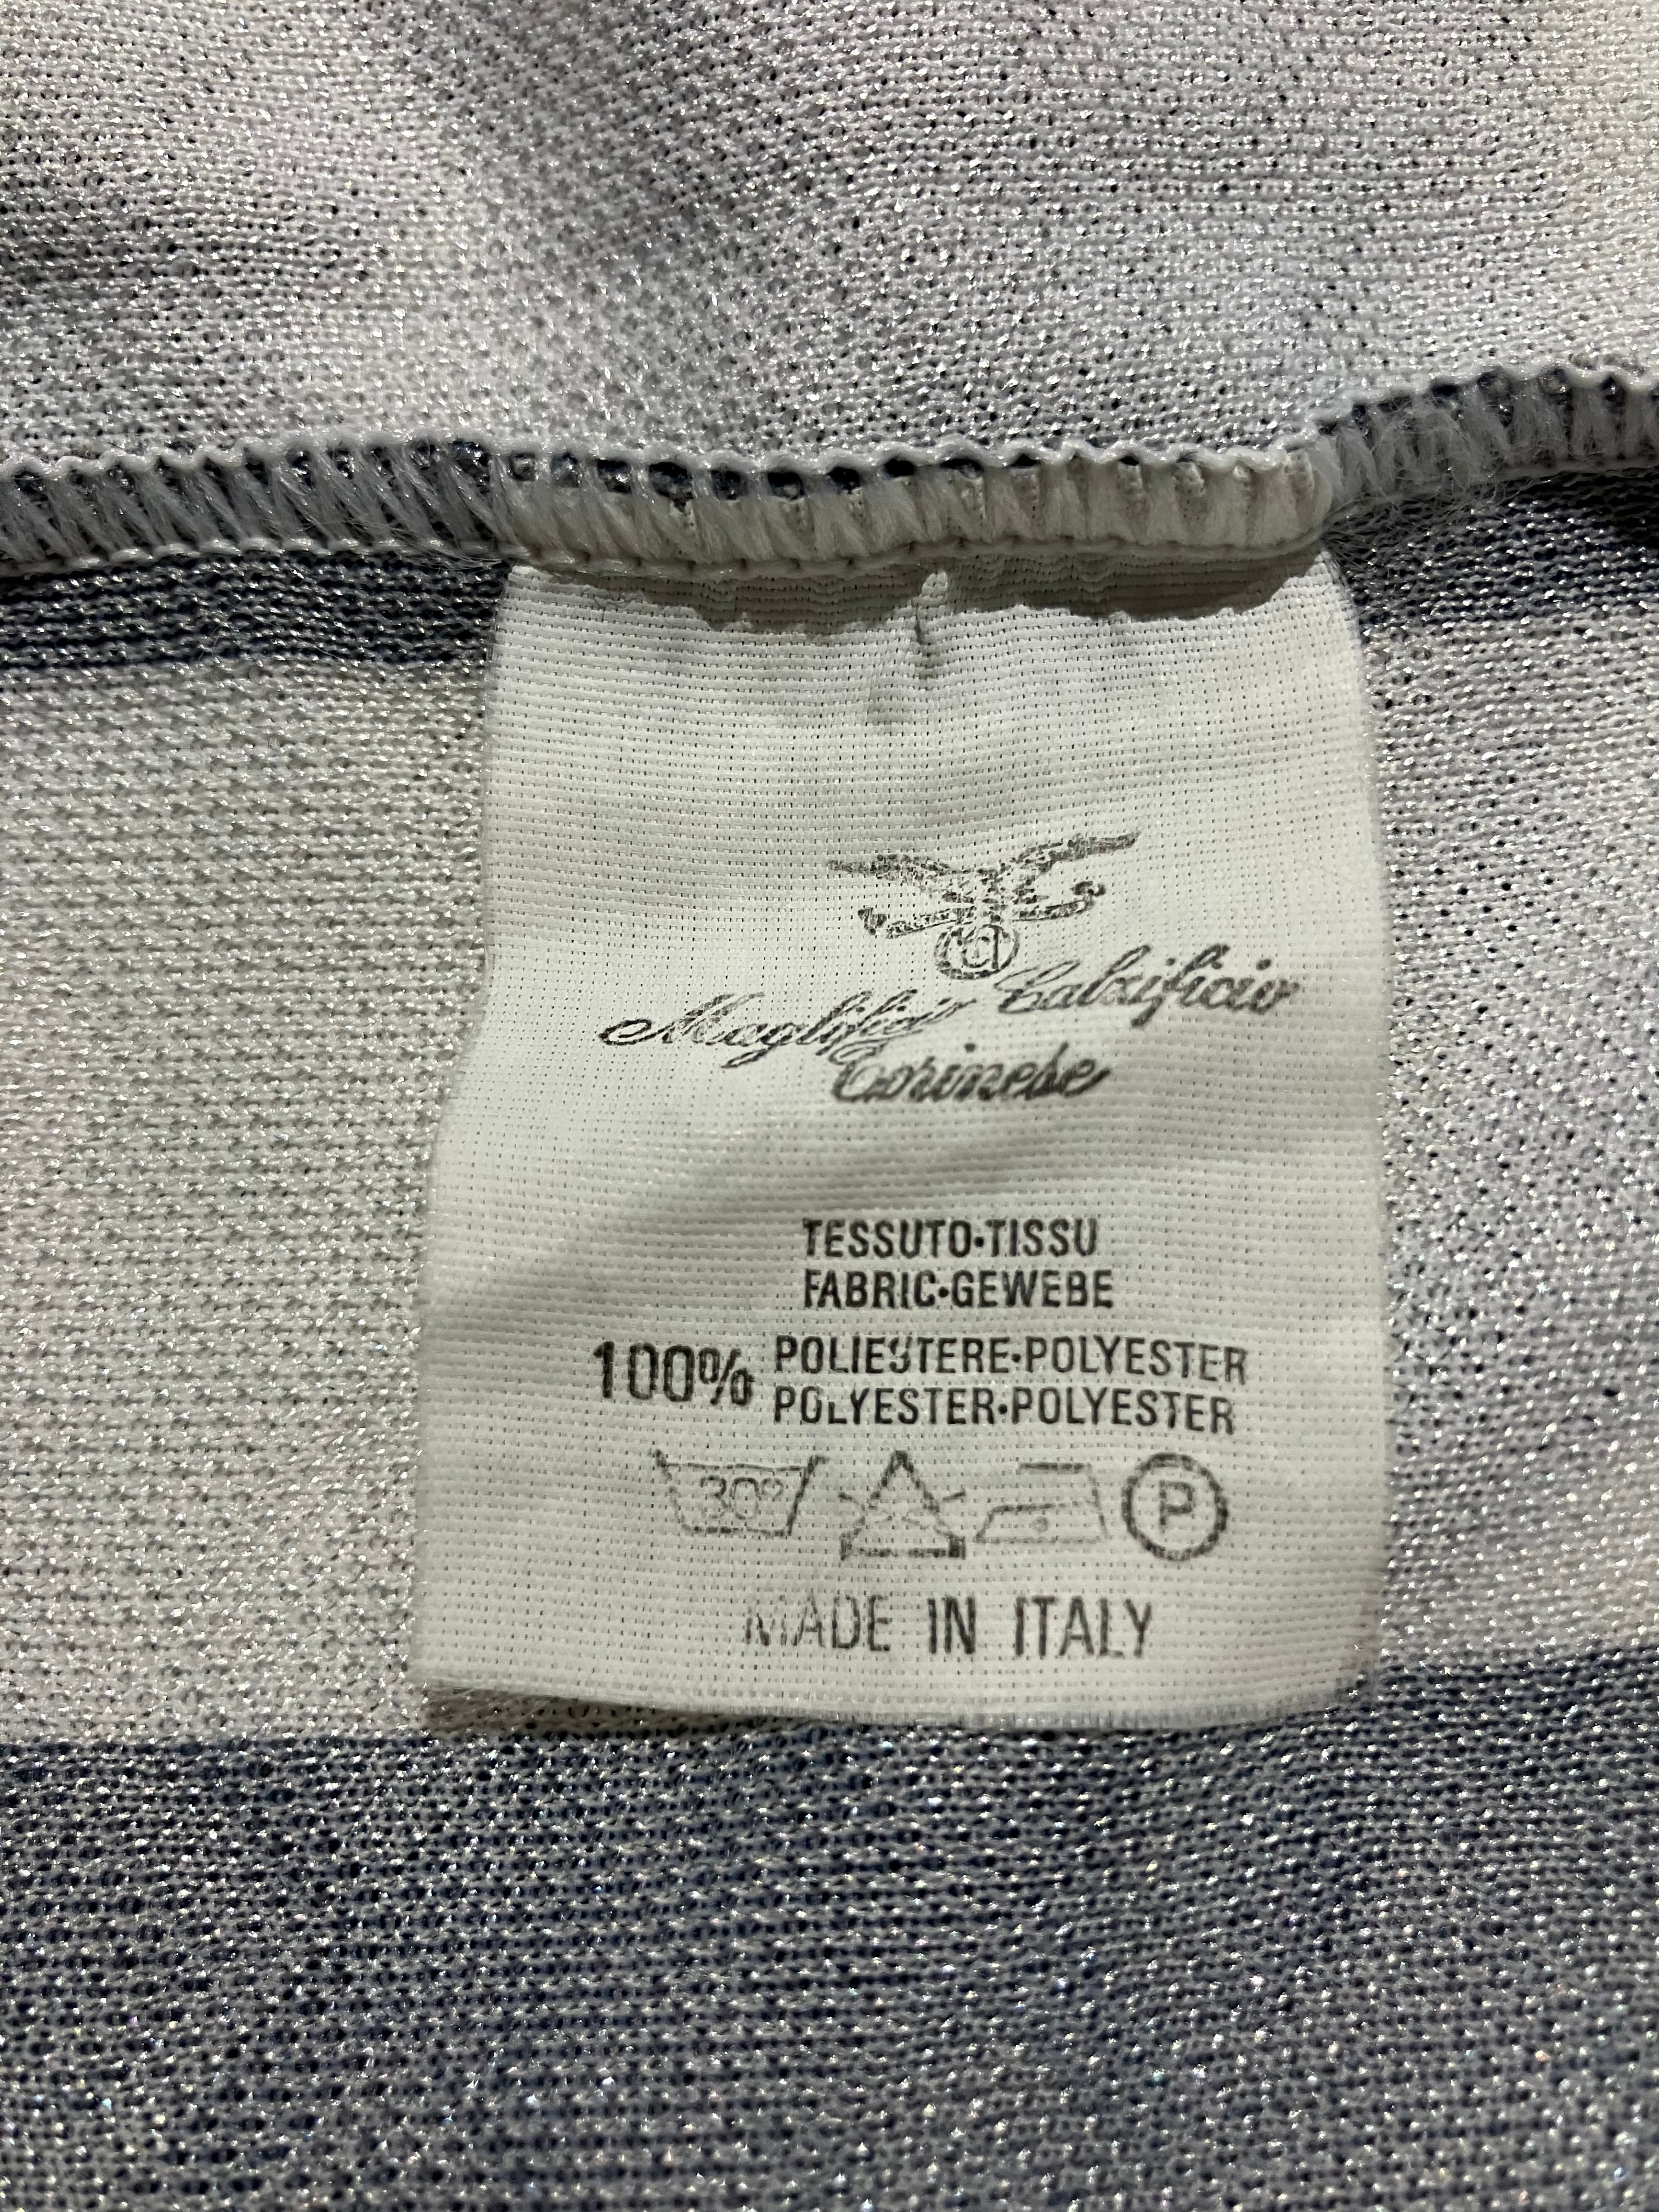 Maglificio Calzificio
Torinese
TESSUTO•TISSU
FABRIC•GEWEBE
100% POLIESTERE•POLYESTER
POLYESTER•POLYESTER
30°
P
MADE IN ITALY